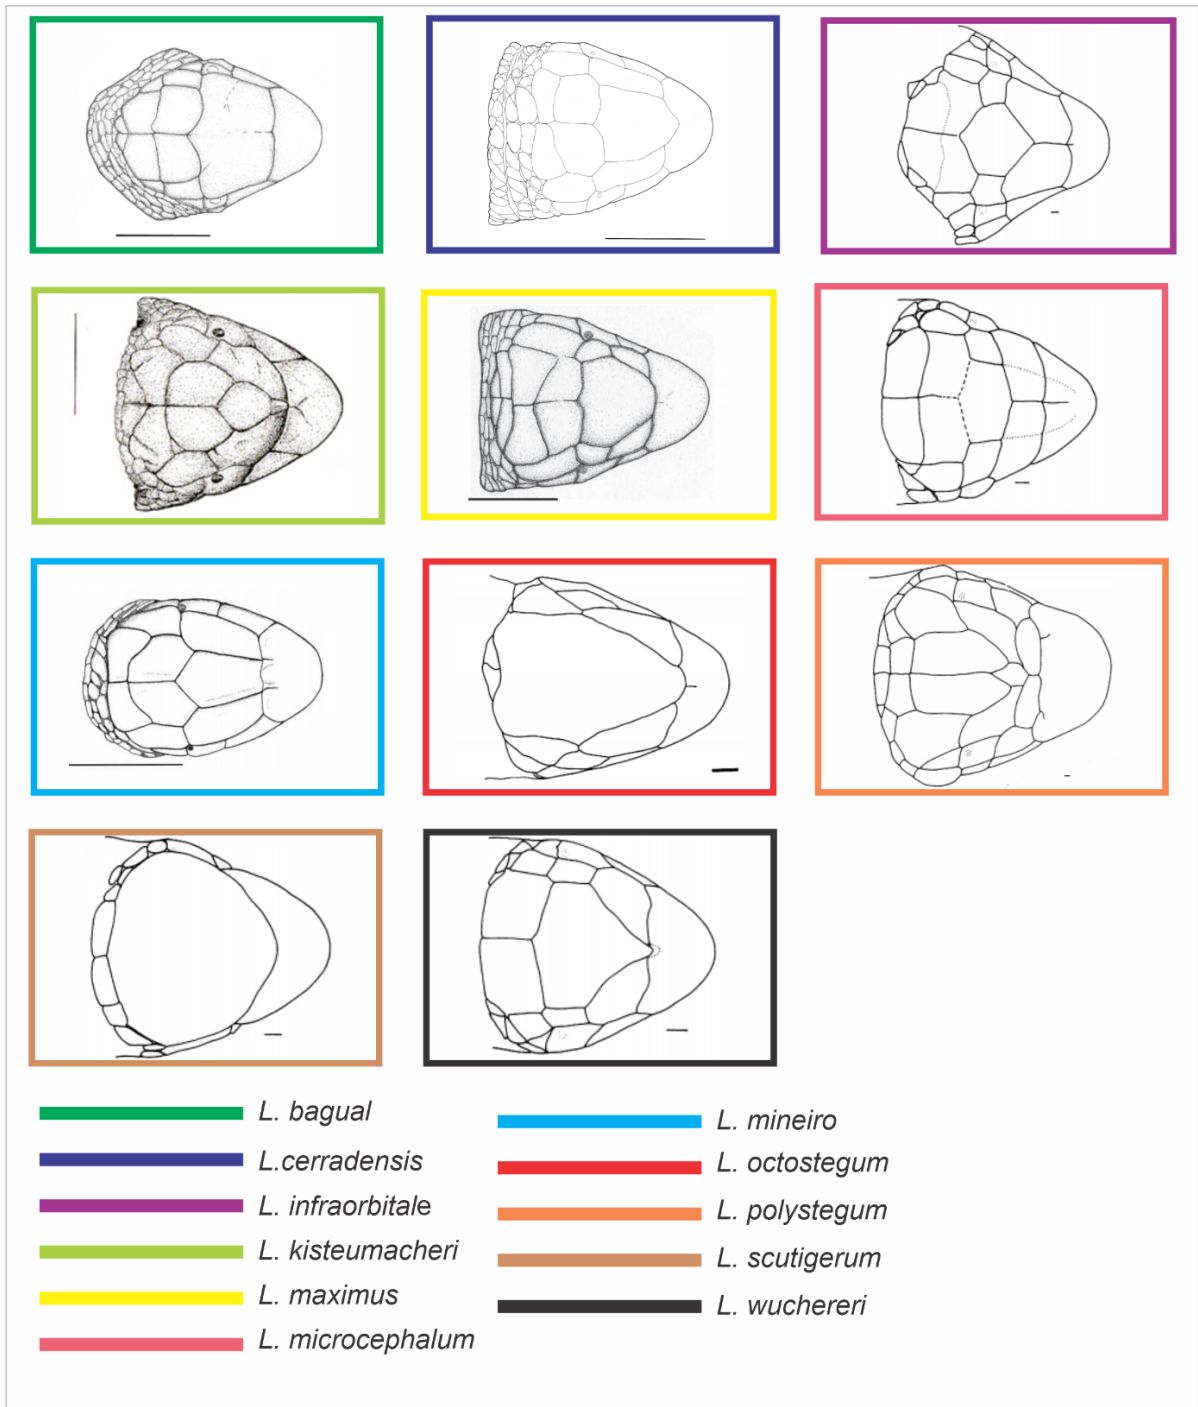 L. bagual
L.cerradensis
L. infraorbitale
L. kisteumacheri
L. maximus
L. microcephalum
L. mineiro
L. octostegum
L. polystegum
L. scutigerum
L. wuchereri